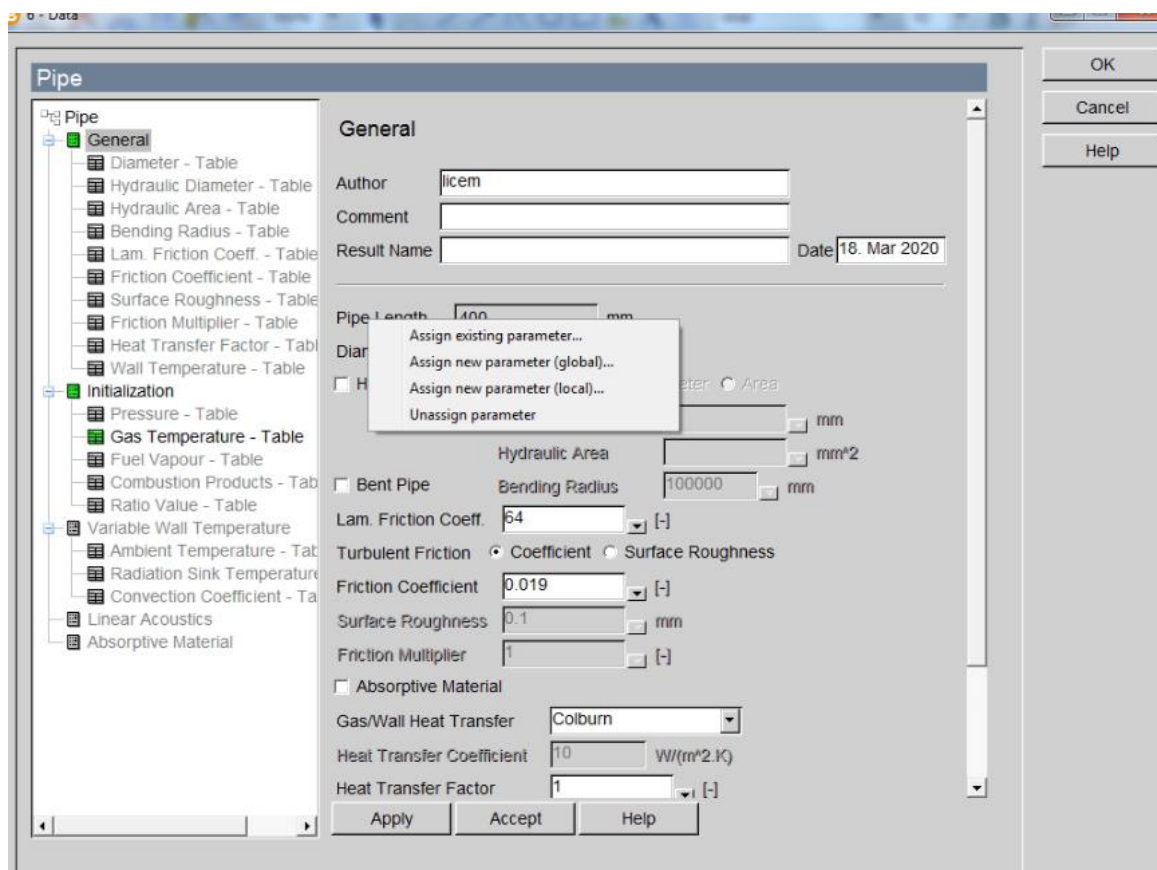 6 - Data
OK
Cancel
Help
Pipe
Pipe
General
Diameter - Table
Hydraulic Diameter - Table
Hydraulic Area - Table
Bending Radius - Table
Lam. Friction Coeff. - Table
Friction Coefficient - Table
Surface Roughness - Table
Friction Multiplier - Table
Heat Transfer Factor - Tabl
Wall Temperature - Table
Initialization
Pressure - Table
Gas Temperature - Table
Fuel Vapour - Table
Combustion Products - Tab
Ratio Value - Table
Variable Wall Temperature
Ambient Temperature - Tab
Radiation Sink Temperature
Convection Coefficient - Ta
Linear Acoustics
Absorptive Material
General
Author licem
Comment
Result Name Date 18. Mar 2020
Pipe Length 400 mm
Assign existing parameter...
Assign new parameter (global)...
Assign new parameter (local)...
Unassign parameter
Diam
H eter Area
mm
Hydraulic Area mm^2
Bent Pipe Bending Radius 100000 mm
Lam. Friction Coeff. 64 [-]
Turbulent Friction Coefficient Surface Roughness
Friction Coefficient 0.019 [-]
Surface Roughness 0.1 mm
Friction Multiplier 1 [-]
Absorptive Material
Gas/Wall Heat Transfer Colburn
Heat Transfer Coefficient 10 W/(m^2.K)
Heat Transfer Factor 1 [-]
Apply Accept Help